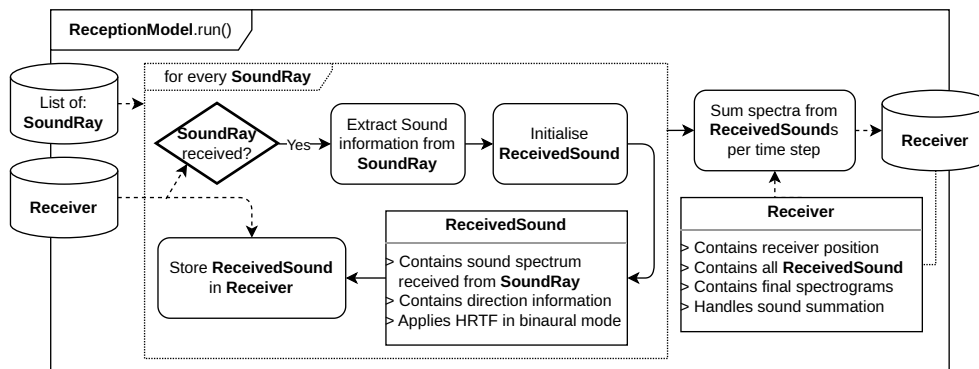 ReceptionModel.run()
List of:
SoundRay
Receiver
for every SoundRay
SoundRay
received?
Yes
Extract Sound
information from
SoundRay
Initialise
ReceivedSound
ReceivedSound
> Contains sound spectrum
received from SoundRay
> Contains direction information
> Applies HRTF in binaural mode
Store ReceivedSound
in Receiver
Sum spectra from
ReceivedSounds
per time step
Receiver
Receiver
> Contains receiver position
> Contains all ReceivedSound
> Contains final spectrograms
> Handles sound summation